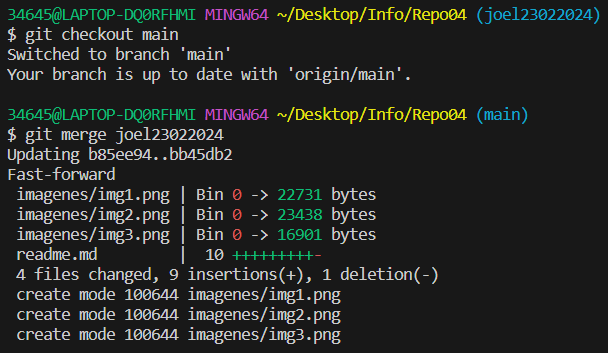 34645@LAPTOP-DQ0RFHMI MINGW64 ~/Desktop/Info/Repo04 (joel23022024)
$ git checkout main
Switched to branch 'main'
Your branch is up to date with 'origin/main'.

34645@LAPTOP-DQ0RFHMI MINGW64 ~/Desktop/Info/Repo04 (main)
$ git merge joel23022024
Updating b85ee94..bb45db2
Fast-forward
 imagenes/img1.png | Bin 0 -> 22731 bytes
 imagenes/img2.png | Bin 0 -> 23438 bytes
 imagenes/img3.png | Bin 0 -> 16901 bytes
 readme.md         |  10 +++++++++-
 4 files changed, 9 insertions(+), 1 deletion(-)
 create mode 100644 imagenes/img1.png
 create mode 100644 imagenes/img2.png
 create mode 100644 imagenes/img3.png